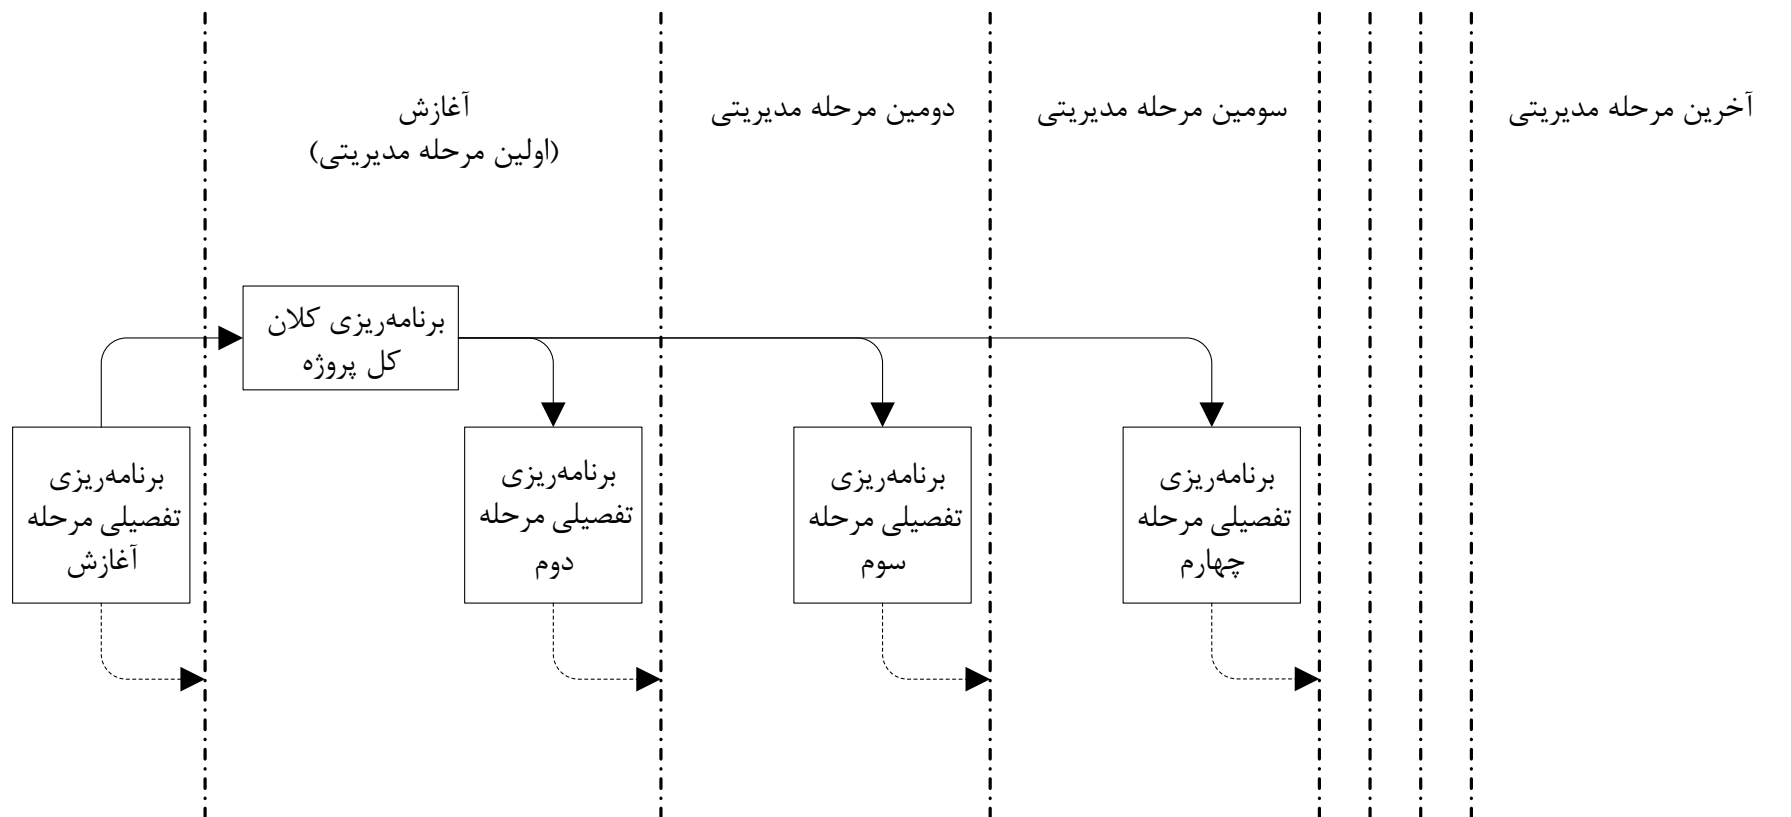 آغازش
(اولین مرحله مدیریتی)
دومین مرحله مدیریتی
سومین مرحله مدیریتی
آخرین مرحله مدیریتی
برنامه‌ریزی کلان
کل پروژه
برنامه‌ریزی
تفصیلی مرحله
آغازش
برنامه‌ریزی
تفصیلی مرحله
دوم
برنامه‌ریزی
تفصیلی مرحله
سوم
برنامه‌ریزی
تفصیلی مرحله
چهارم